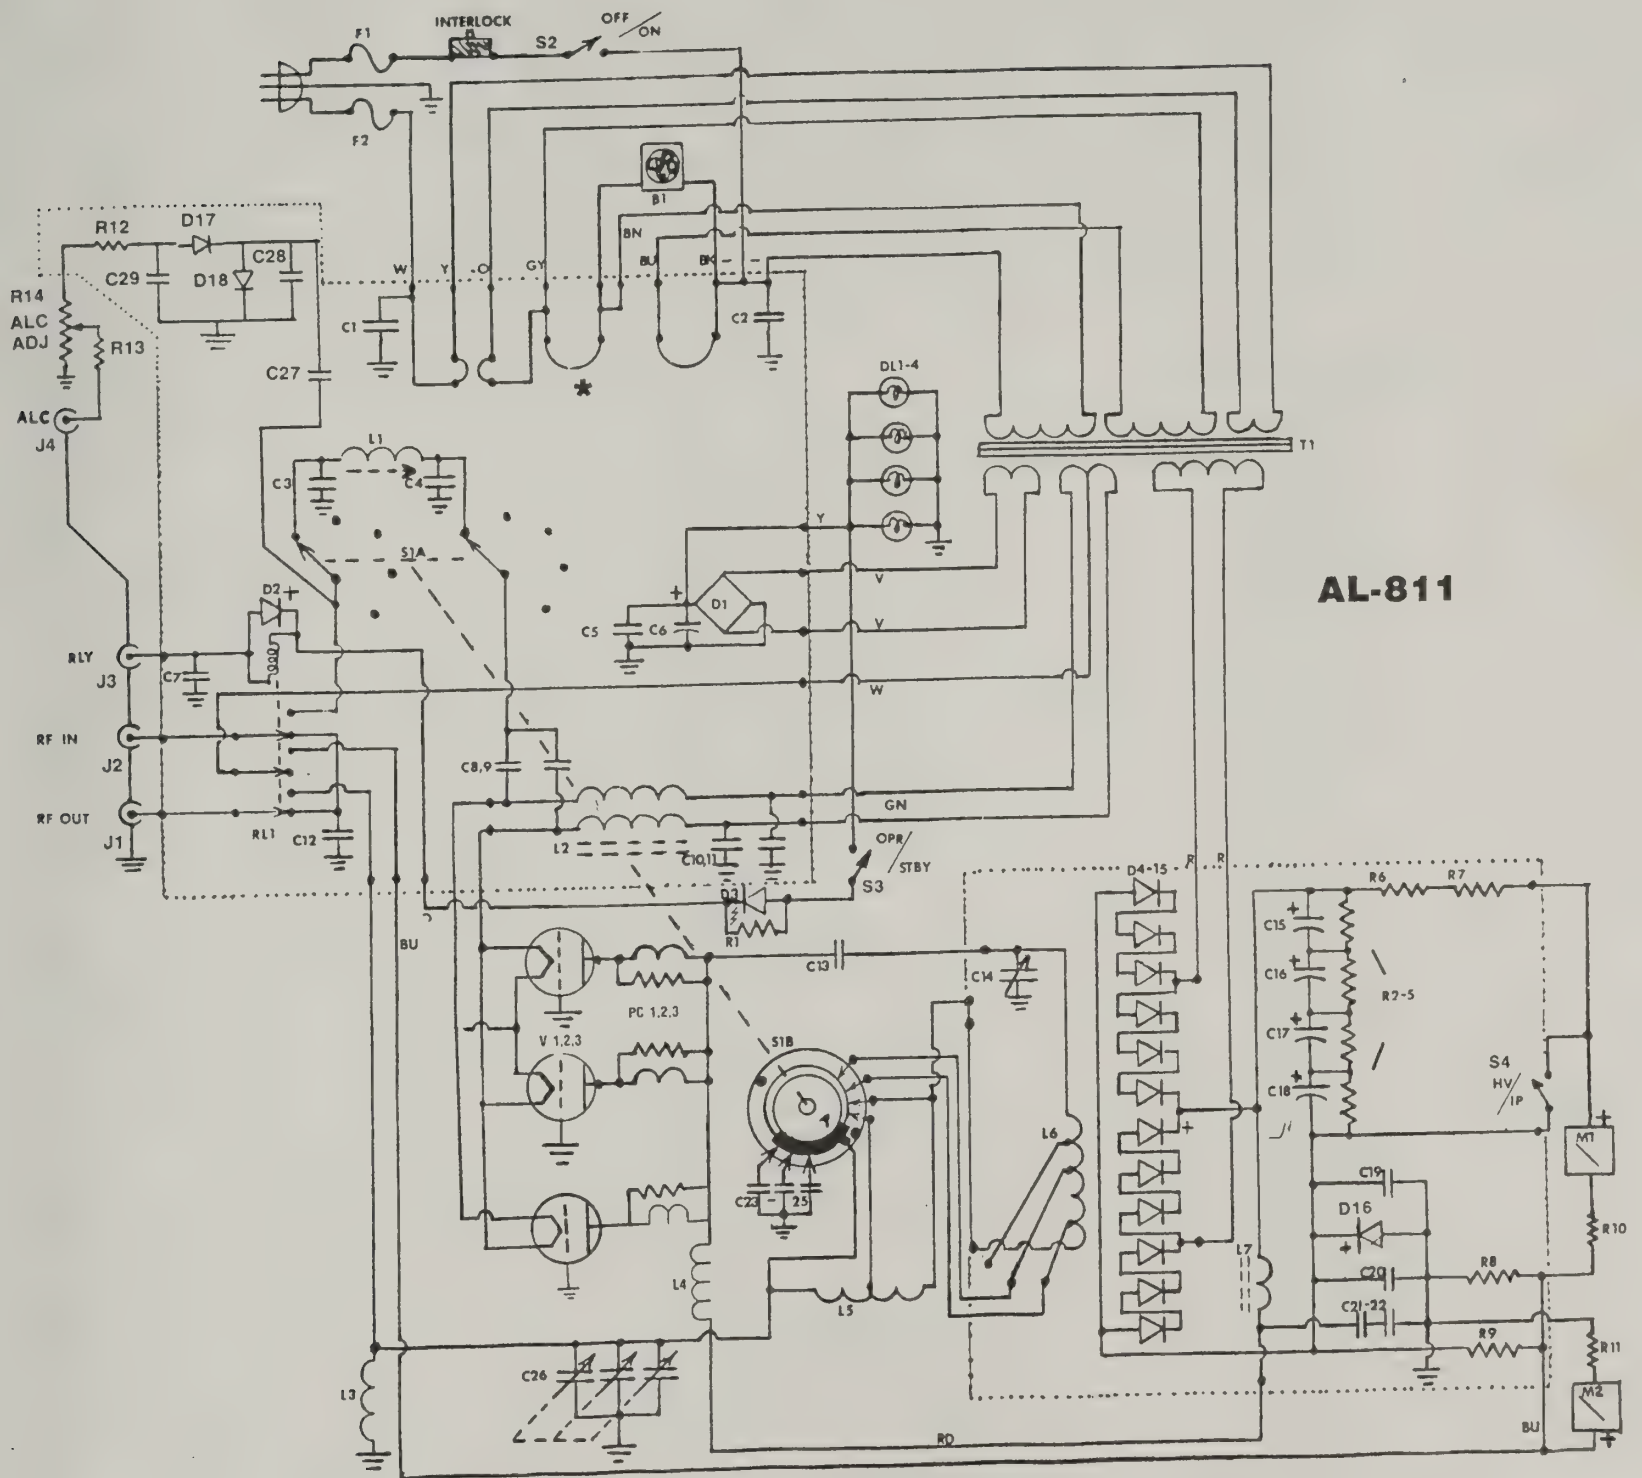 INTERLOCK
OFF
ON
F1
S2
F2
B1
R12
D17
C29
D18
C28
BN
BU
BK
W
Y
O
GY
R14
ALC
ADJ
R13
C1
C2
C27
*
ALC
J4
DL1-4
T1
L1
C3
C4
S1A
Y
V
D1
C5
C6
+
V
AL-811
D2
+
RLY
J3
C7
W
RF IN
J2
C8,9
GN
RF OUT
J1
RL1
C12
L2
C10,11
OPR
STBY
S3
D3
R1
BU
D4-15
R
R
R6
R7
C15
+
C16
+
C17
+
C18
+
R2-5
C13
C14
PC 1,2,3
V 1,2,3
S1B
S4
HV
IP
+
M1
L6
+
C23-25
C19
D16
+
R10
L7
C20
R8
L4
L5
C21-22
R9
R11
C26
L3
M2
+
BU
RD